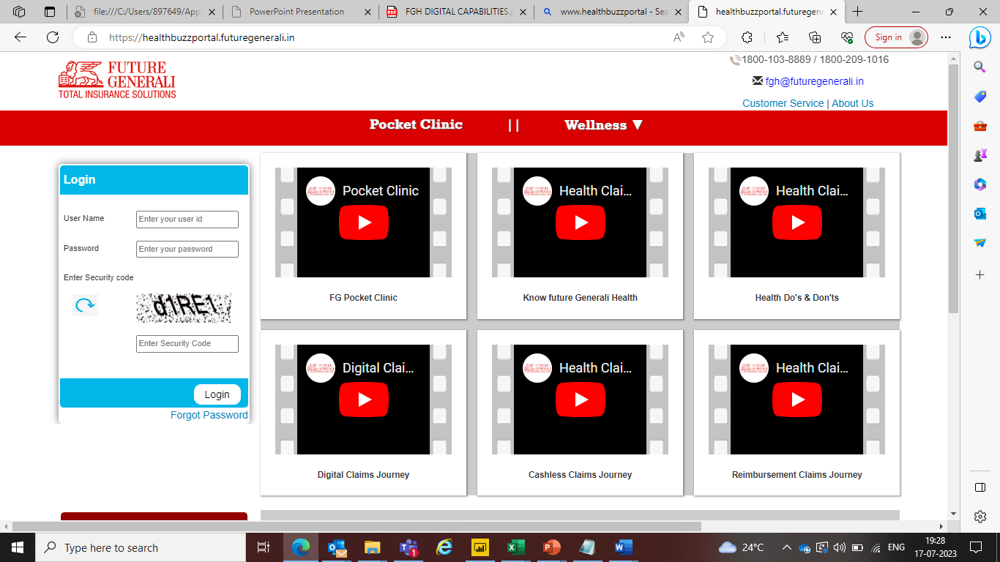 file:///C:/Users/897649/Appl
PowerPoint Presentation
FGH DIGITAL CAPABILITIES.p
www.healthbuzzportal - Sea
healthbuzzportal.futuregene
https://healthbuzzportal.futuregenerali.in
Sign in
FUTURE
GENERALI
TOTAL INSURANCE SOLUTIONS
1800-103-8889 / 1800-209-1016
fgh@futuregenerali.in
Customer Service | About Us
Pocket Clinic || Wellness ▼
Login
User Name Enter your user id
Password Enter your password
Enter Security code
d1RE1
Enter Security Code
Login
Forgot Password
Pocket Clinic
FG Pocket Clinic
Health Clai...
Know future Generali Health
Health Clai...
Health Do's & Don'ts
Digital Clai...
Digital Claims Journey
Health Clai...
Cashless Claims Journey
Health Clai...
Reimbursement Claims Journey
Type here to search
1
24°C
ENG
19:28
17-07-2023